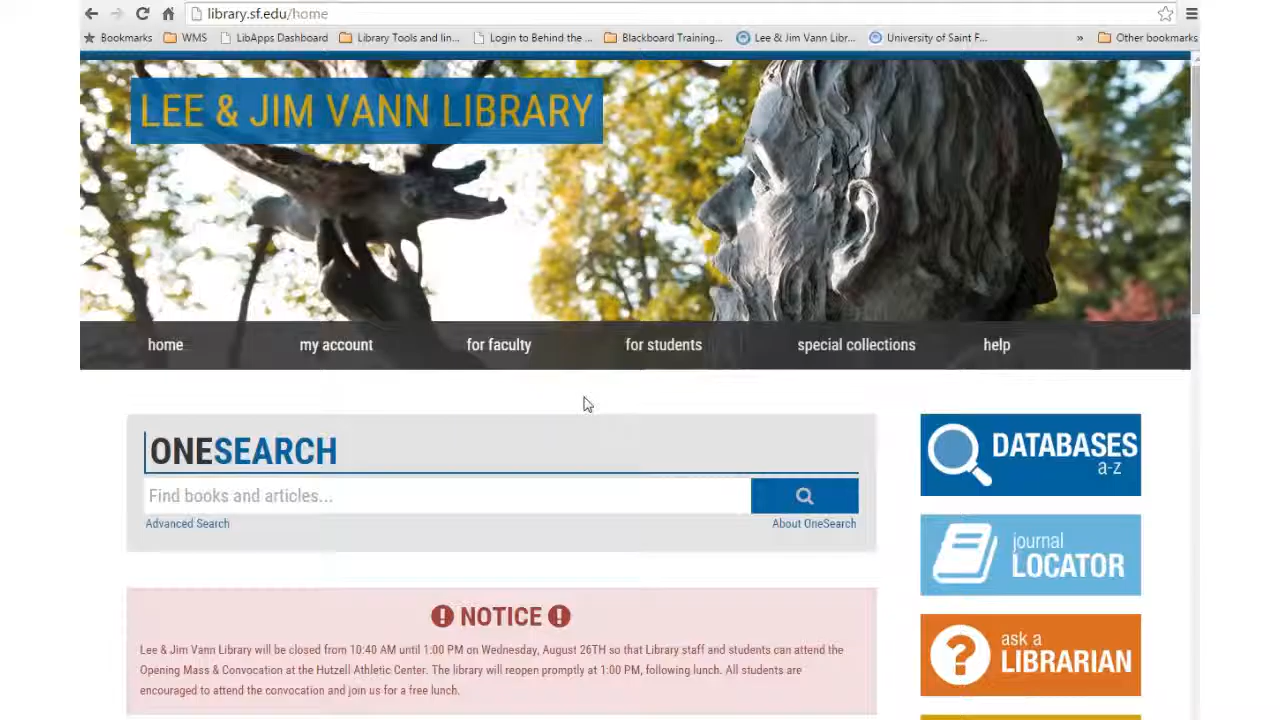 library.sf.edu/home
Bookmarks WMS LibApps Dashboard Library Tools and lin... Login to Behind the ... Blackboard Training... Lee & Jim Vann Libr... University of Saint F... » Other bookmarks
LEE & JIM VANN LIBRARY
home my account for faculty for students special collections help
ONESEARCH
Find books and articles...
Advanced Search About OneSearch
DATABASES
a-z
journal
LOCATOR
ask a
LIBRARIAN
! NOTICE !
Lee & Jim Vann Library will be closed from 10:40 AM until 1:00 PM on Wednesday, August 26TH so that Library staff and students can attend the
Opening Mass & Convocation at the Hutzell Athletic Center. The library will reopen promptly at 1:00 PM, following lunch. All students are
encouraged to attend the convocation and join us for a free lunch.